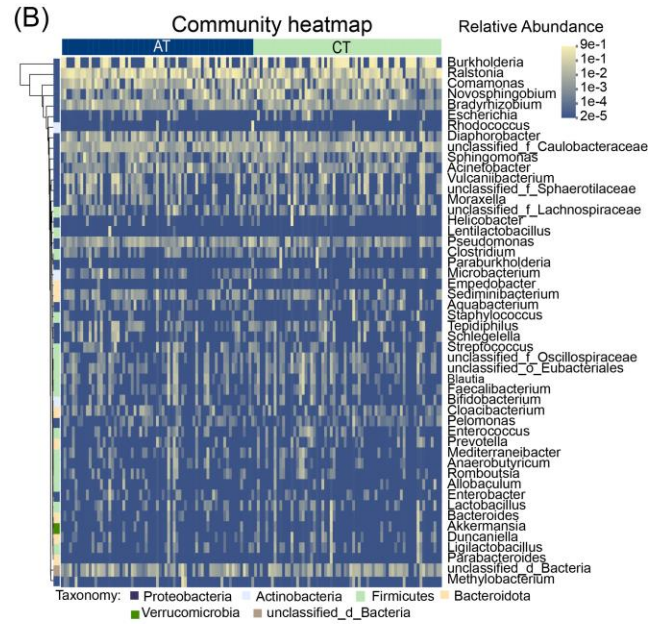 (B)
Community heatmap
Relative Abundance
AT
CT
9e-1
1e-1
1e-2
1e-3
1e-4
2e-5
Burkholderia
Ralstonia
Comamonas
Novosphingobium
Bradyrhizobium
Escherichia
Rhodococcus
Diaphorobacter
unclassified_f_Caulobacteraceae
Sphingomonas
Acinetobacter
Vulcaniibacterium
unclassified_f_Sphaerotilaceae
Moraxella
unclassified_f_Lachnospiraceae
Helicobacter
Lentilactobacillus
Pseudomonas
Clostridium
Paraburkholderia
Microbacterium
Empedobacter
Sediminibacterium
Aquabacterium
Staphylococcus
Tepidiphilus
Schlegelella
Streptococcus
unclassified_f_Oscillospiraceae
unclassified_o_Eubacteriales
Blautia
Faecalibacterium
Bifidobacterium
Cloacibacterium
Pelomonas
Enterococcus
Prevotella
Mediterraneibacter
Anaerobutyricum
Romboutsia
Allobaculum
Enterobacter
Lactobacillus
Bacteroides
Akkermansia
Duncaniella
Ligilactobacillus
Parabacteroides
unclassified_d_Bacteria
Methylobacterium
Taxonomy: Proteobacteria Actinobacteria Firmicutes Bacteroidota
Verrucomicrobia unclassified_d_Bacteria